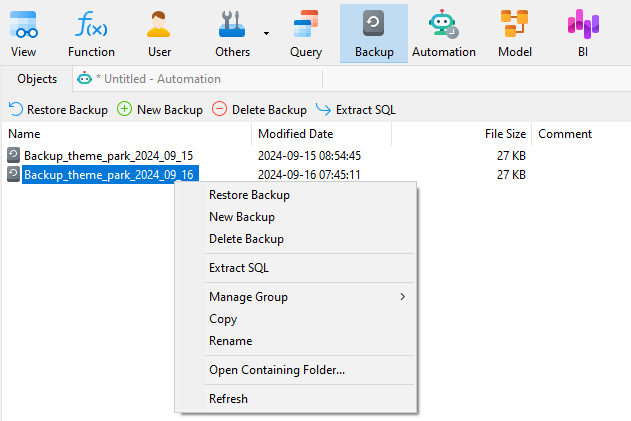 View f(x) Function User Others Query Backup Automation Model BI
Objects * Untitled - Automation
Restore Backup New Backup Delete Backup Extract SQL
Name Modified Date File Size Comment
Backup_theme_park_2024_09_15 2024-09-15 08:54:45 27 KB
Backup_theme_park_2024_09_16 2024-09-16 07:45:11 27 KB
Restore Backup
New Backup
Delete Backup
Extract SQL
Manage Group
Copy
Rename
Open Containing Folder...
Refresh